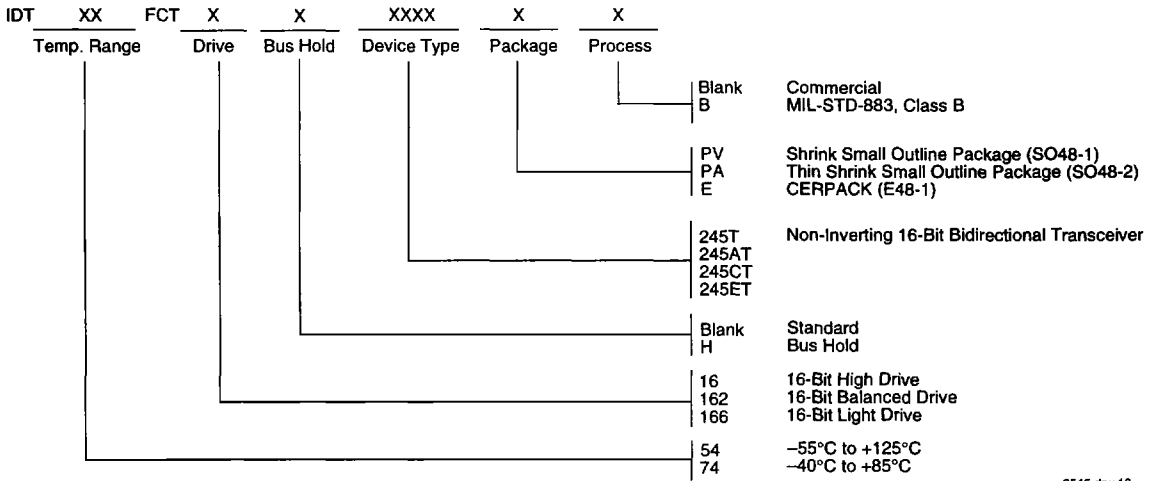 IDT XX FCT X X XXXX X X
Temp. Range Drive Bus Hold Device Type Package Process
Blank Commercial
B MIL-STD-883, Class B
PV Shrink Small Outline Package (SO48-1)
PA Thin Shrink Small Outline Package (SO48-2)
E CERPACK (E48-1)
245T Non-Inverting 16-Bit Bidirectional Transceiver
245AT
245CT
245ET
Blank Standard
H Bus Hold
16 16-Bit High Drive
162 16-Bit Balanced Drive
166 16-Bit Light Drive
54 –55°C to +125°C
74 –40°C to +85°C